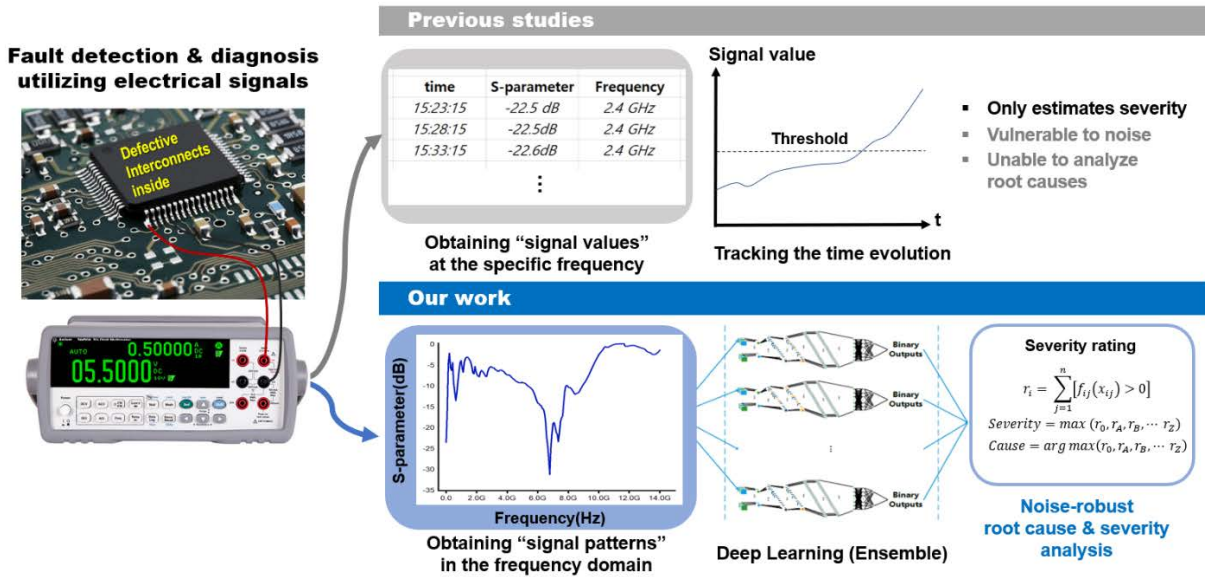 Fault detection & diagnosis
utilizing electrical signals
Defective
Interconnects
inside
AUTO
0.50000
A
DC
05.5000
V
DC
Previous studies
time S-parameter Frequency
15:23:15 -22.5 dB 2.4 GHz
15:28:15 -22.5dB 2.4 GHz
15:33:15 -22.6dB 2.4 GHz
⋮
Obtaining “signal values”
at the specific frequency
Signal value
Threshold
t
Tracking the time evolution
▪ Only estimates severity
▪ Vulnerable to noise
▪ Unable to analyze
root causes
Our work
S-parameter(dB)
0
-5
-10
-15
-20
-25
-30
-35
0.0 2.0G 4.0G 6.0G 8.0G 10.0G 12.0G 14.0G
Frequency(Hz)
Obtaining “signal patterns”
in the frequency domain
Binary
Outputs
Binary
Outputs
⋮
Binary
Outputs
Deep Learning (Ensemble)
Severity rating
r_i = ∑_{j=1}^{n} [f_{ij}(x_{ij}) > 0]
Severity = max (r_0, r_A, r_B, ⋯ r_Z)
Cause = arg max(r_0, r_A, r_B, ⋯ r_Z)
Noise-robust
root cause & severity
analysis